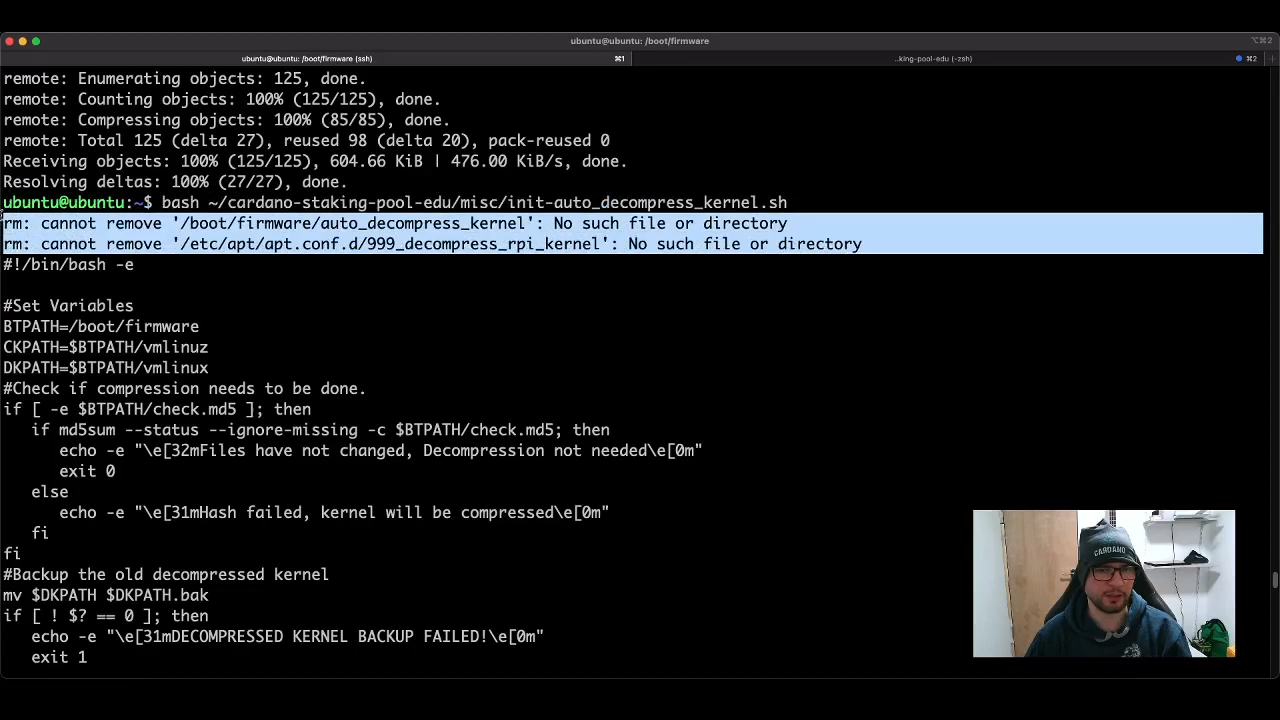 ubuntu@ubuntu: /boot/firmware
⌥⌘2
ubuntu@ubuntu: /boot/firmware (ssh)
⌘1
..king-pool-edu (-zsh)
⌘2
remote: Enumerating objects: 125, done.
remote: Counting objects: 100% (125/125), done.
remote: Compressing objects: 100% (85/85), done.
remote: Total 125 (delta 27), reused 98 (delta 20), pack-reused 0
Receiving objects: 100% (125/125), 604.66 KiB | 476.00 KiB/s, done.
Resolving deltas: 100% (27/27), done.
ubuntu@ubuntu:~$ bash ~/cardano-staking-pool-edu/misc/init-auto_decompress_kernel.sh
rm: cannot remove '/boot/firmware/auto_decompress_kernel': No such file or directory
rm: cannot remove '/etc/apt/apt.conf.d/999_decompress_rpi_kernel': No such file or directory
#!/bin/bash -e
#Set Variables
BTPATH=/boot/firmware
CKPATH=$BTPATH/vmlinuz
DKPATH=$BTPATH/vmlinux
#Check if compression needs to be done.
if [ -e $BTPATH/check.md5 ]; then
   if md5sum --status --ignore-missing -c $BTPATH/check.md5; then
      echo -e "\e[32mFiles have not changed, Decompression not needed\e[0m"
      exit 0
   else
      echo -e "\e[31mHash failed, kernel will be compressed\e[0m"
   fi
fi
#Backup the old decompressed kernel
mv $DKPATH $DKPATH.bak
if [ ! $? == 0 ]; then
   echo -e "\e[31mDECOMPRESSED KERNEL BACKUP FAILED!\e[0m"
   exit 1
CARDANO